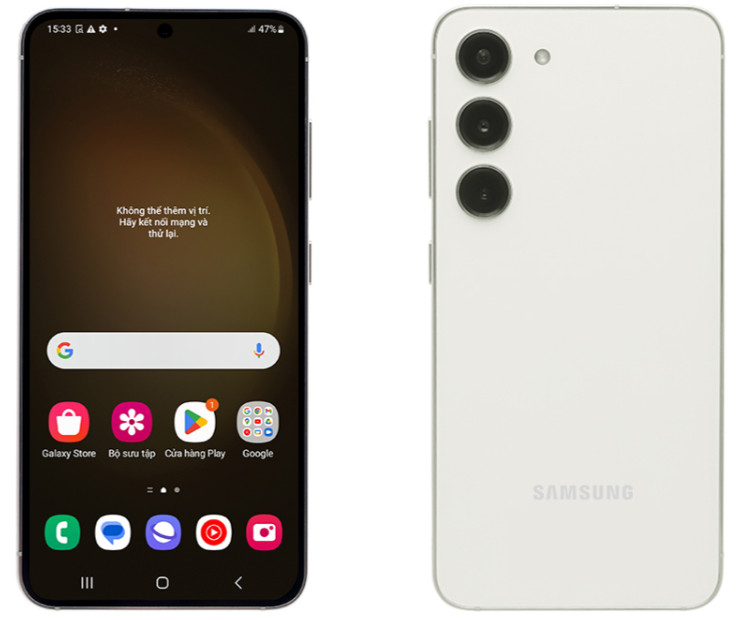 15:33
47%
Không thể thêm vị trí.
Hãy kết nối mạng và
thử lại.
1
Galaxy Store
Bộ sưu tập
Cửa hàng Play
Google
SAMSUNG